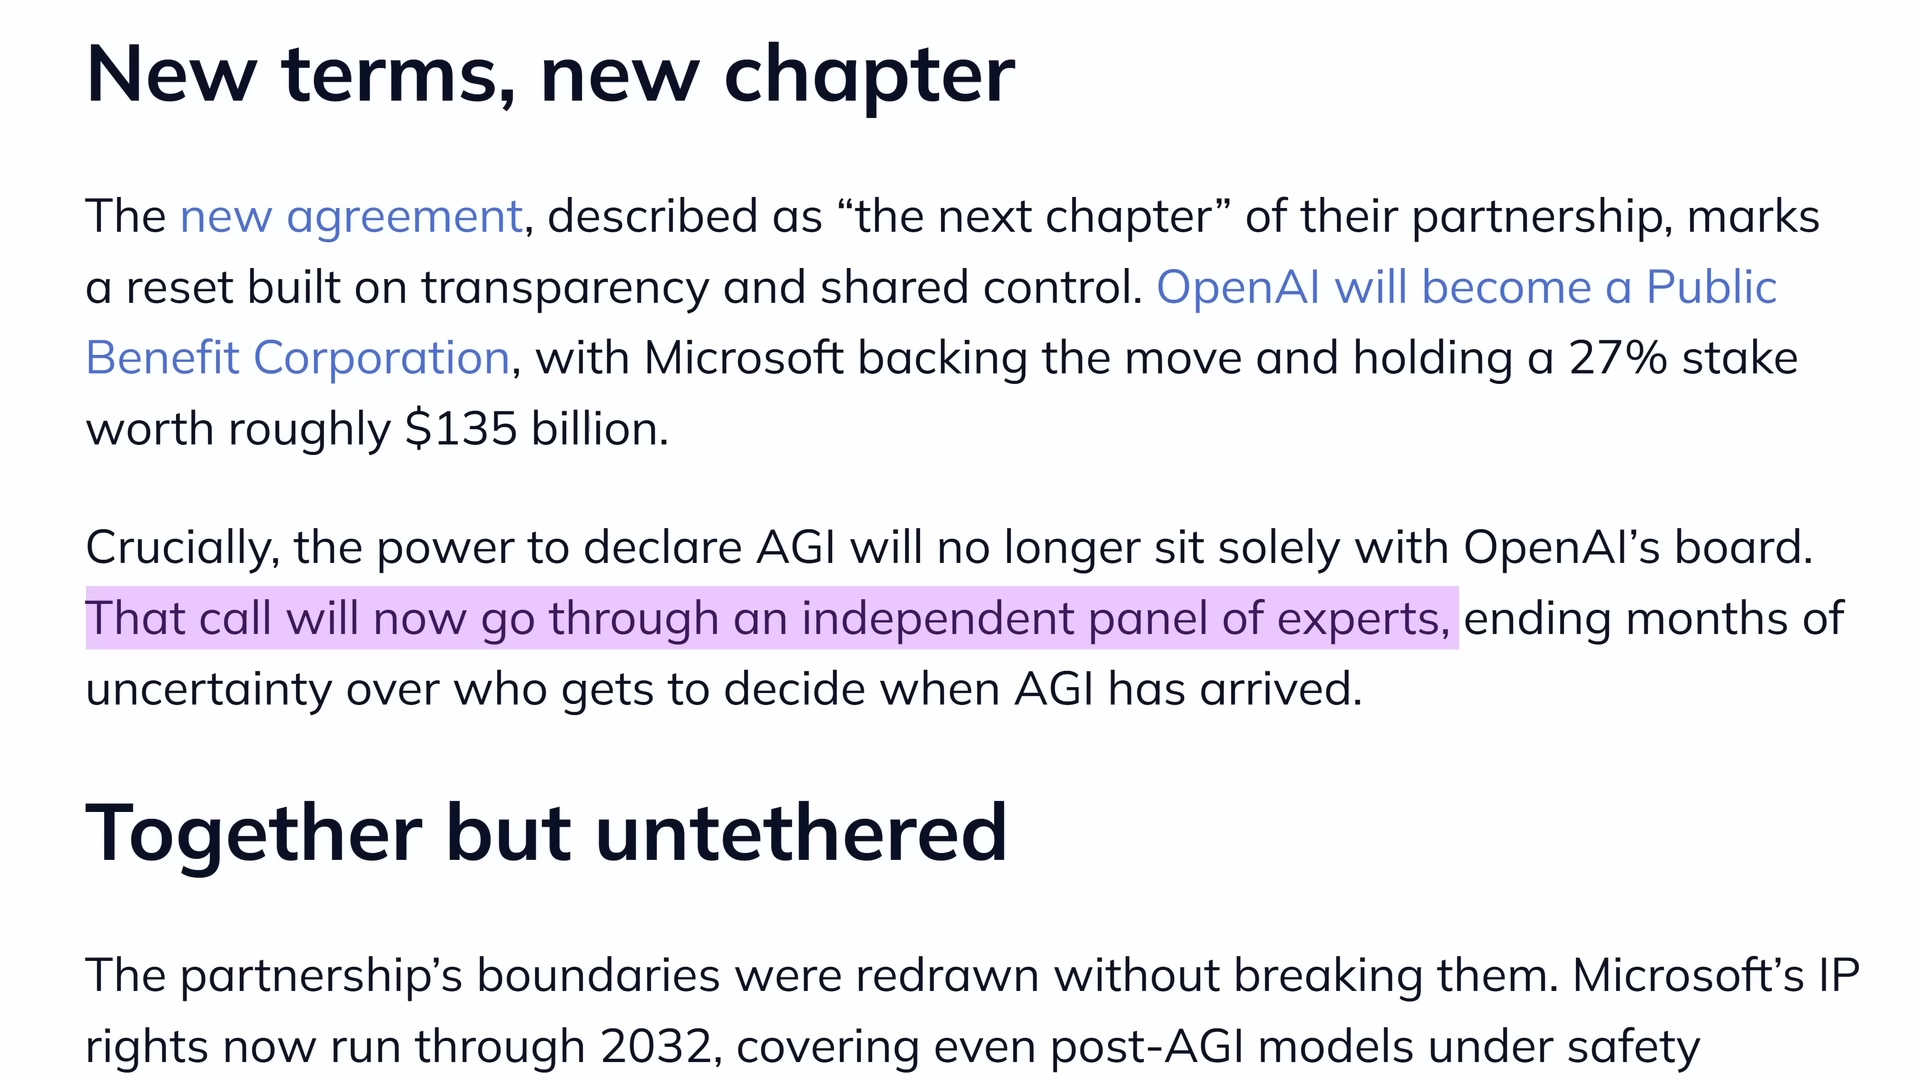 New terms, new chapter
The new agreement, described as “the next chapter” of their partnership, marks
a reset built on transparency and shared control. OpenAI will become a Public
Benefit Corporation, with Microsoft backing the move and holding a 27% stake
worth roughly $135 billion.
Crucially, the power to declare AGI will no longer sit solely with OpenAI’s board.
That call will now go through an independent panel of experts, ending months of
uncertainty over who gets to decide when AGI has arrived.
Together but untethered
The partnership’s boundaries were redrawn without breaking them. Microsoft’s IP
rights now run through 2032, covering even post-AGI models under safety